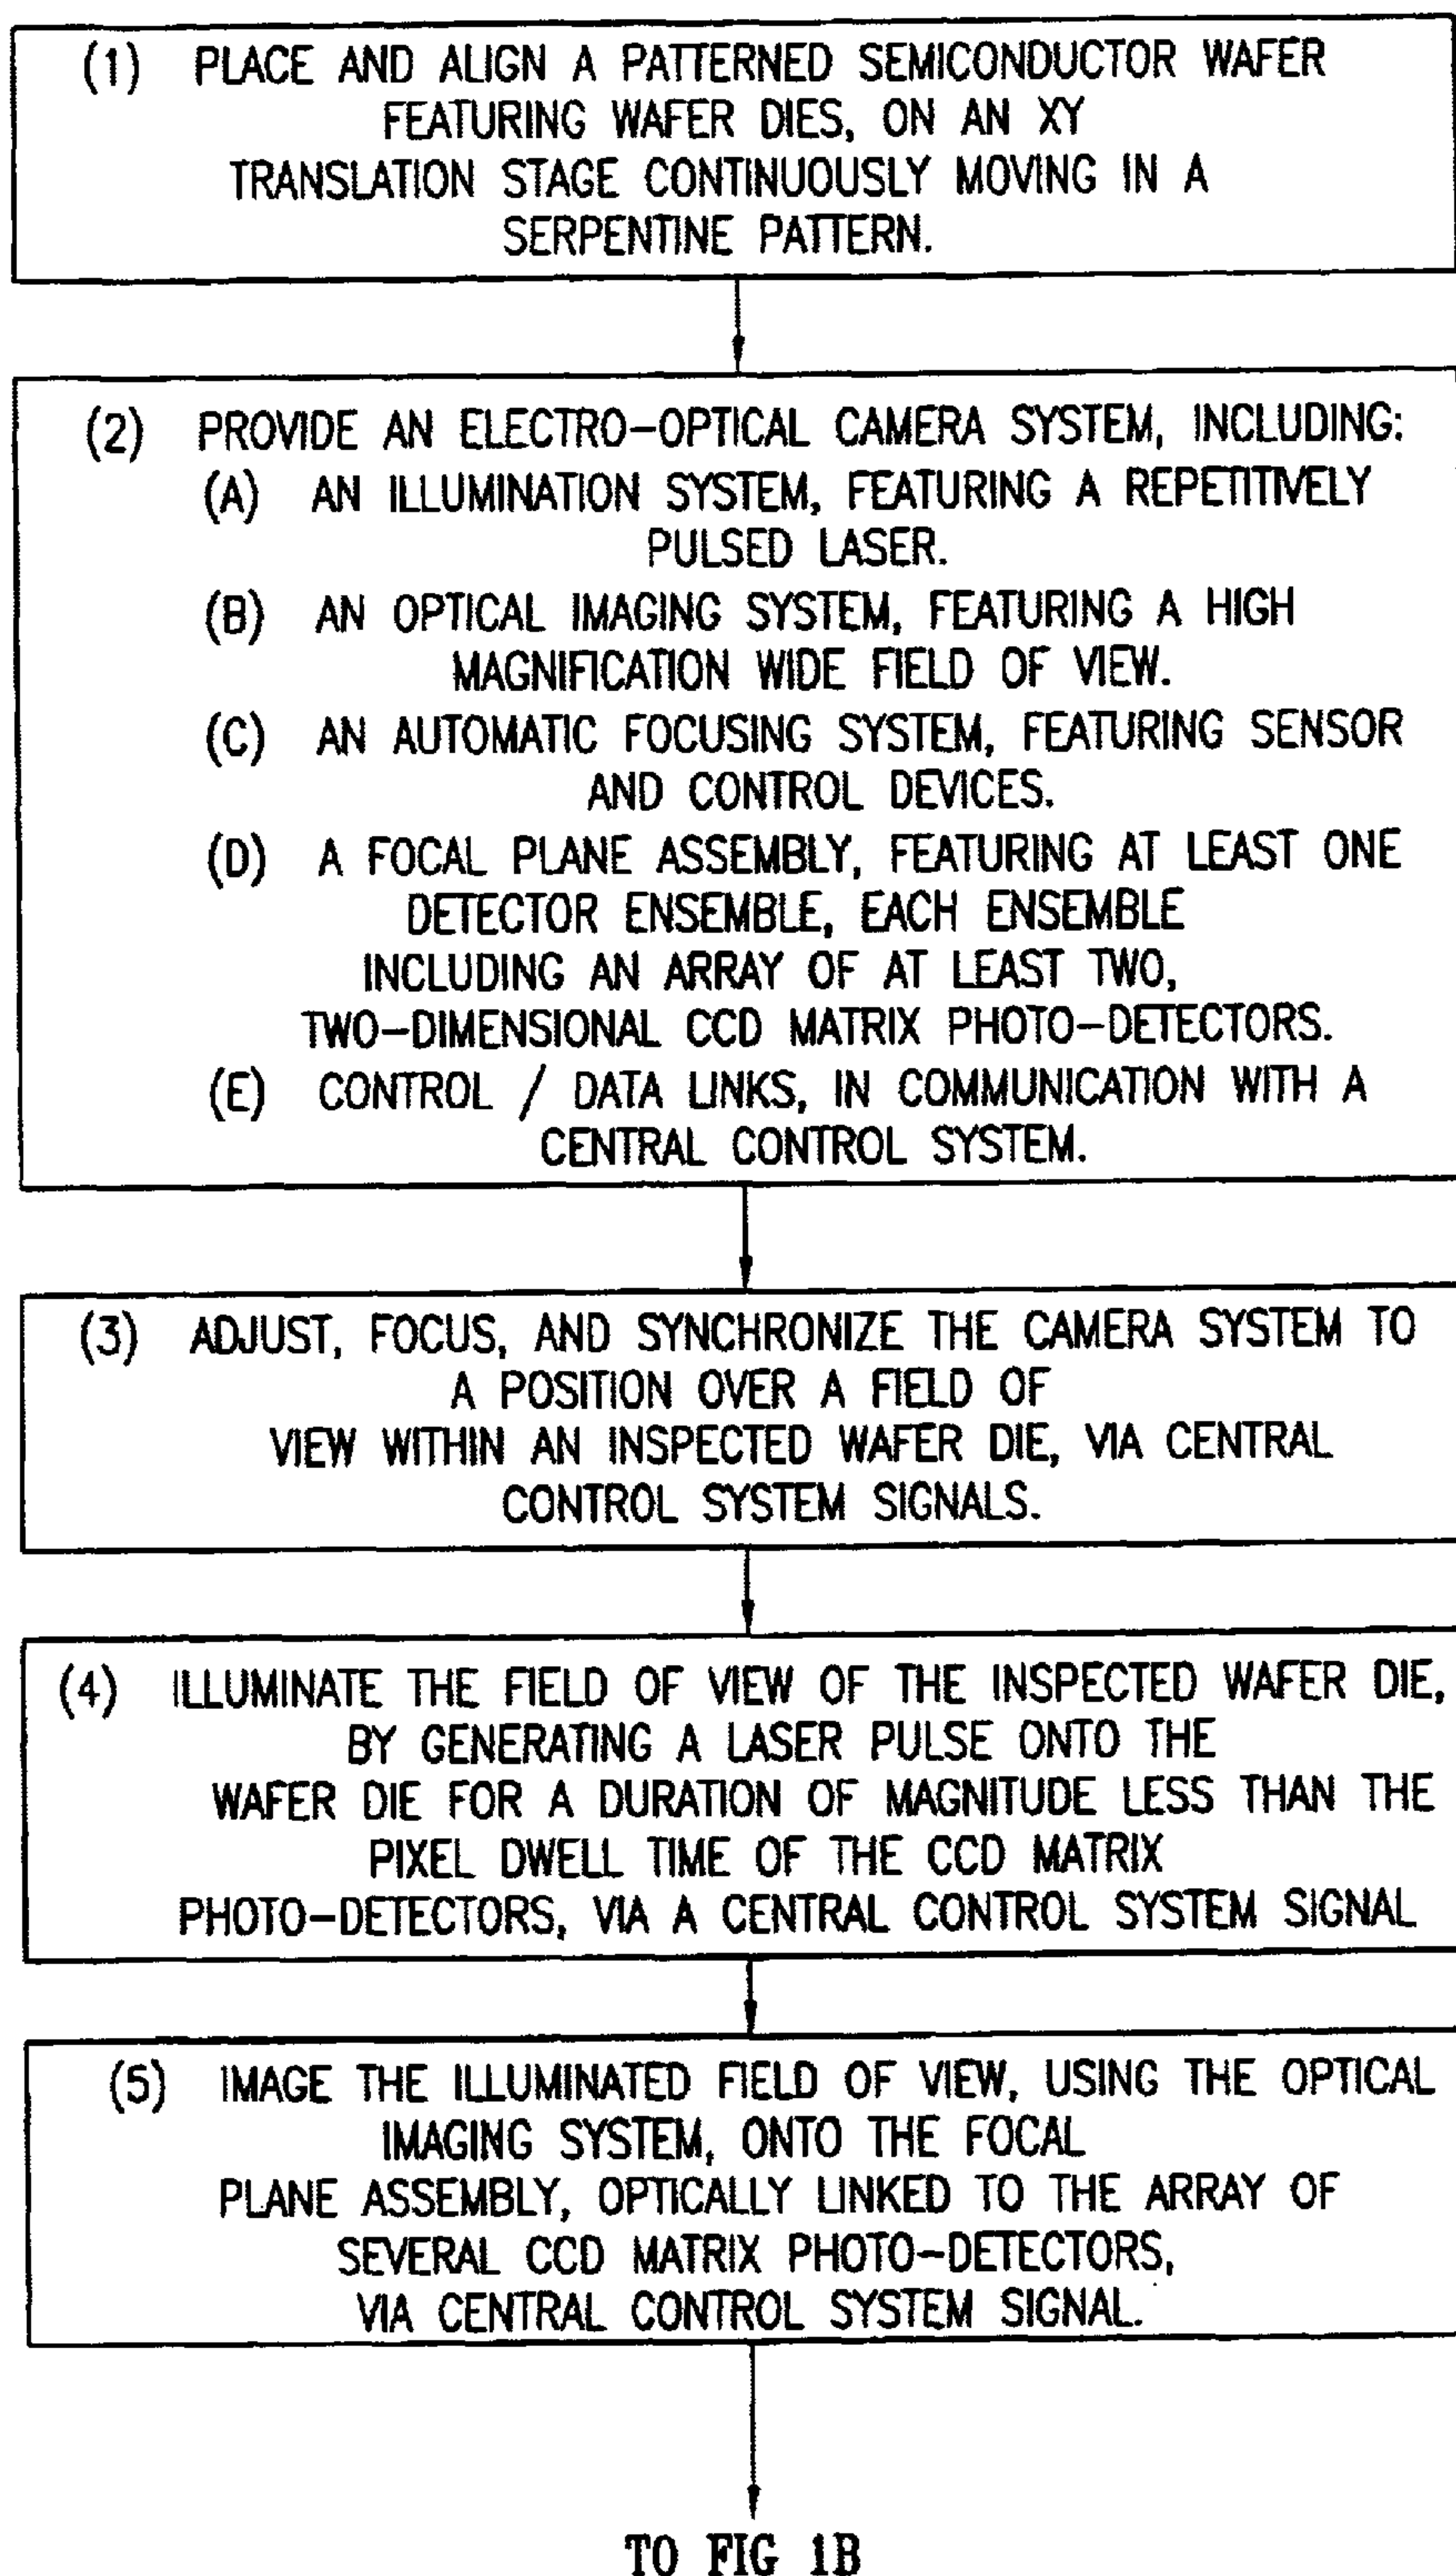 (1) PLACE AND ALIGN A PATTERNED SEMICONDUCTOR WAFER
FEATURING WAFER DIES, ON AN XY
TRANSLATION STAGE CONTINUOUSLY MOVING IN A
SERPENTINE PATTERN.
(2) PROVIDE AN ELECTRO-OPTICAL CAMERA SYSTEM, INCLUDING:
(A) AN ILLUMINATION SYSTEM, FEATURING A REPETITIVELY
PULSED LASER.
(B) AN OPTICAL IMAGING SYSTEM, FEATURING A HIGH
MAGNIFICATION WIDE FIELD OF VIEW.
(C) AN AUTOMATIC FOCUSING SYSTEM, FEATURING SENSOR
AND CONTROL DEVICES.
(D) A FOCAL PLANE ASSEMBLY, FEATURING AT LEAST ONE
DETECTOR ENSEMBLE, EACH ENSEMBLE
INCLUDING AN ARRAY OF AT LEAST TWO,
TWO-DIMENSIONAL CCD MATRIX PHOTO-DETECTORS.
(E) CONTROL / DATA LINKS, IN COMMUNICATION WITH A
CENTRAL CONTROL SYSTEM.
(3) ADJUST, FOCUS, AND SYNCHRONIZE THE CAMERA SYSTEM TO
A POSITION OVER A FIELD OF
VIEW WITHIN AN INSPECTED WAFER DIE, VIA CENTRAL
CONTROL SYSTEM SIGNALS.
(4) ILLUMINATE THE FIELD OF VIEW OF THE INSPECTED WAFER DIE,
BY GENERATING A LASER PULSE ONTO THE
WAFER DIE FOR A DURATION OF MAGNITUDE LESS THAN THE
PIXEL DWELL TIME OF THE CCD MATRIX
PHOTO-DETECTORS, VIA A CENTRAL CONTROL SYSTEM SIGNAL
(5) IMAGE THE ILLUMINATED FIELD OF VIEW, USING THE OPTICAL
IMAGING SYSTEM, ONTO THE FOCAL
PLANE ASSEMBLY, OPTICALLY LINKED TO THE ARRAY OF
SEVERAL CCD MATRIX PHOTO-DETECTORS,
VIA CENTRAL CONTROL SYSTEM SIGNAL.
TO FIG 1B